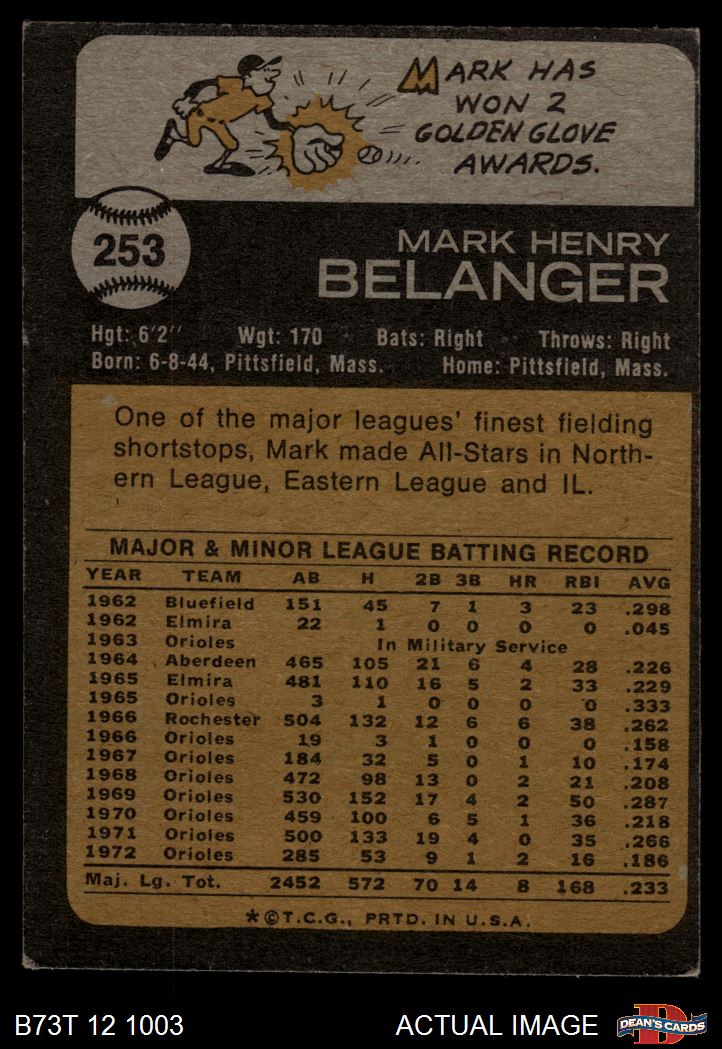 MARK HAS
WON 2
GOLDEN GLOVE
AWARDS.
253
MARK HENRY
BELANGER
Hgt: 6'2" Wgt: 170 Bats: Right Throws: Right
Born: 6-8-44, Pittsfield, Mass. Home: Pittsfield, Mass.
One of the major leagues' finest fielding
shortstops, Mark made All-Stars in North-
ern League, Eastern League and IL.
MAJOR & MINOR LEAGUE BATTING RECORD
YEAR TEAM AB H 2B 3B HR RBI AVG
1962 Bluefield 151 45 7 1 3 23 .298
1962 Elmira 22 1 0 0 0 0 .045
1963 Orioles In Military Service
1964 Aberdeen 465 105 21 6 4 28 .226
1965 Elmira 481 110 16 5 2 33 .229
1965 Orioles 3 1 0 0 0 0 .333
1966 Rochester 504 132 12 6 6 38 .262
1966 Orioles 19 3 1 0 0 0 .158
1967 Orioles 184 32 5 0 1 10 .174
1968 Orioles 472 98 13 0 2 21 .208
1969 Orioles 530 152 17 4 2 50 .287
1970 Orioles 459 100 6 5 1 36 .218
1971 Orioles 500 133 19 4 0 35 .266
1972 Orioles 285 53 9 1 2 16 .186
Maj. Lg. Tot. 2452 572 70 14 8 168 .233
*©T.C.G., PRTD. IN U.S.A.
B73T 12 1003 ACTUAL IMAGE D DEAN'S CARDS